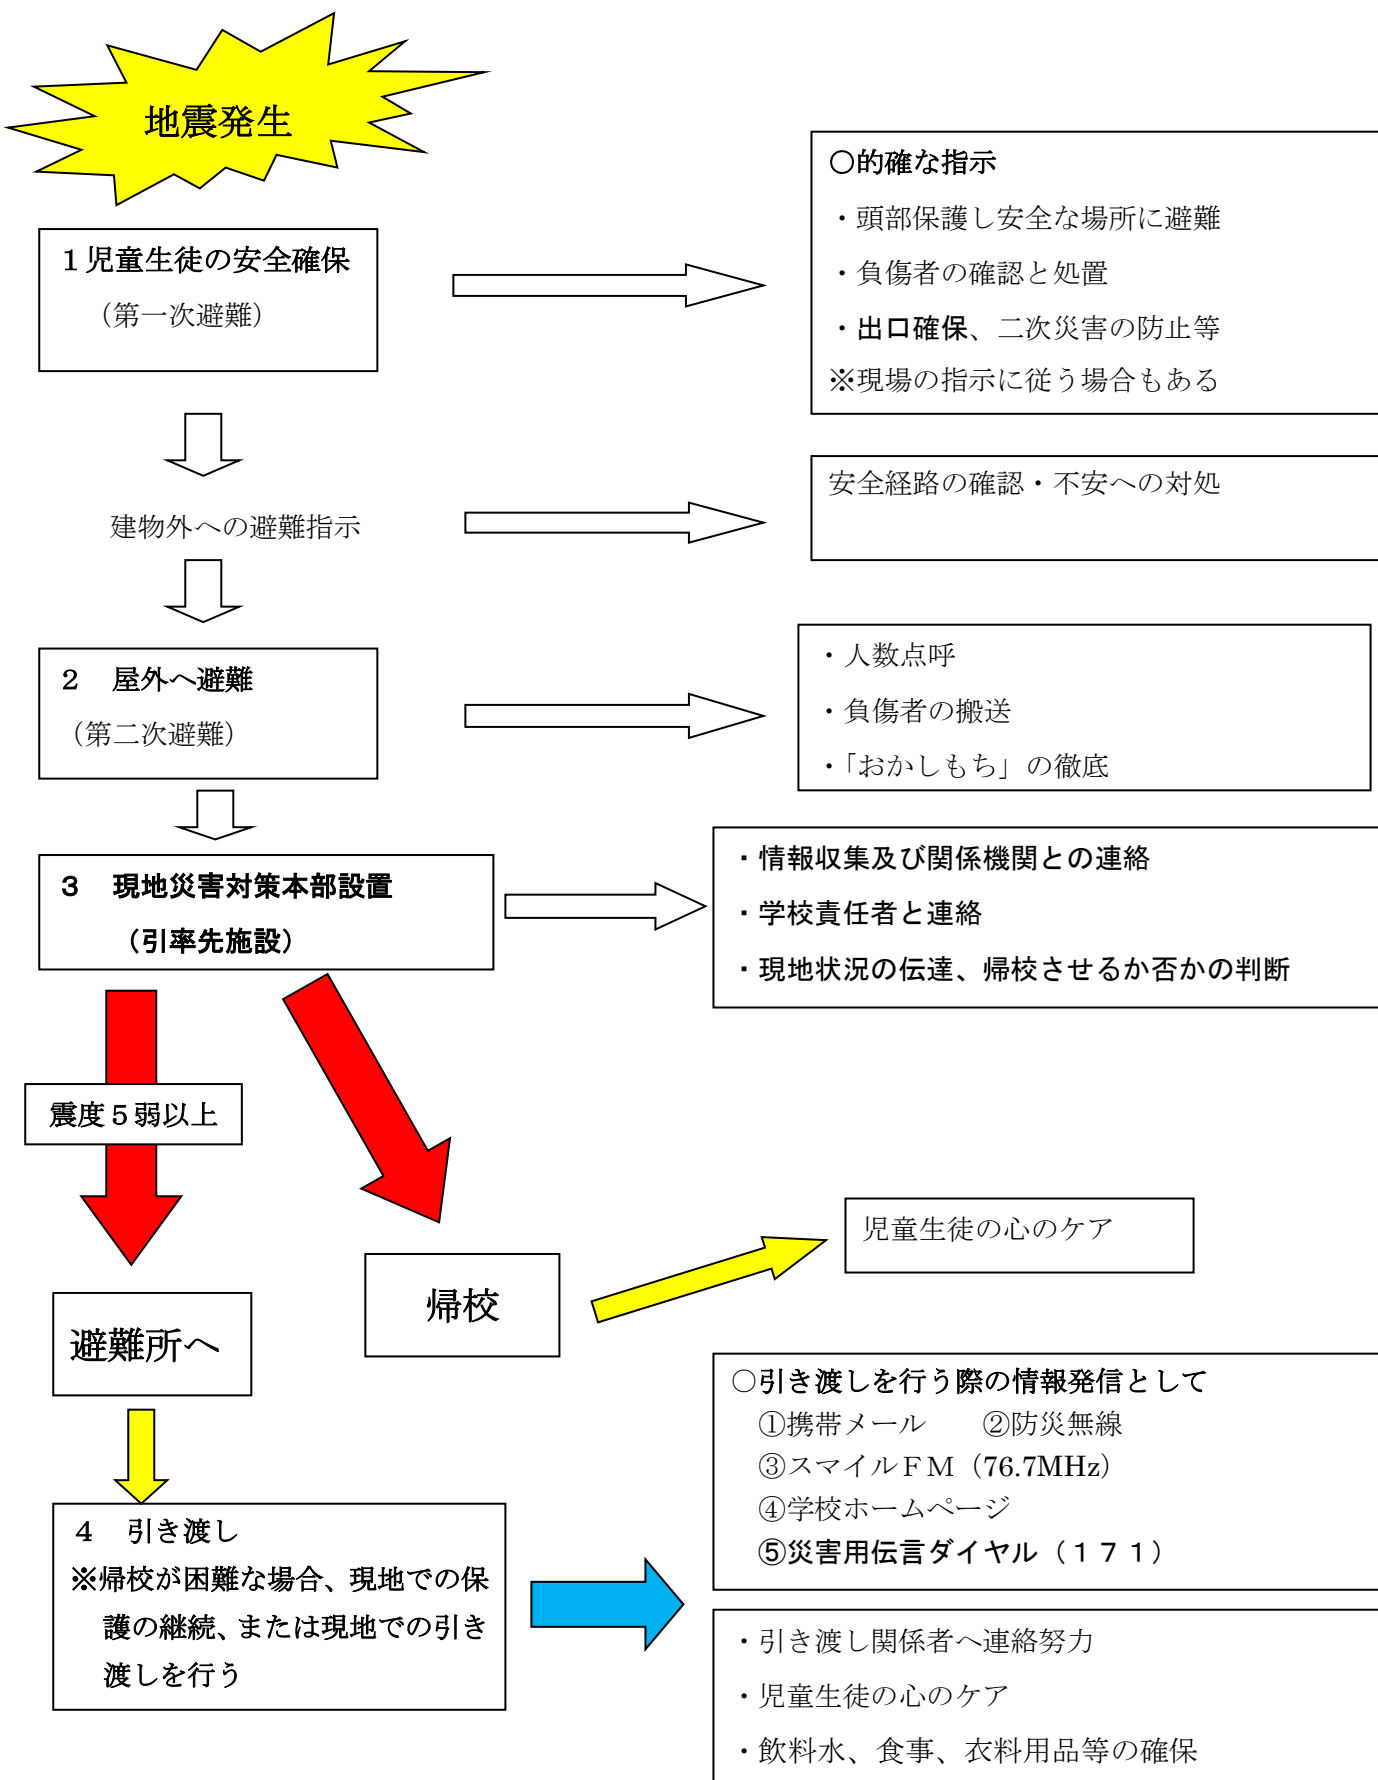 地震発生
１児童生徒の安全確保
（第一次避難）
○的確な指示
・頭部保護し安全な場所に避難
・負傷者の確認と処置
・出口確保、二次災害の防止等
※現場の指示に従う場合もある
建物外への避難指示
安全経路の確認・不安への対処
２　屋外へ避難
（第二次避難）
・人数点呼
・負傷者の搬送
・「おかしもち」の徹底
３　現地災害対策本部設置
（引率先施設）
・情報収集及び関係機関との連絡
・学校責任者と連絡
・現地状況の伝達、帰校させるか否かの判断
震度５弱以上
避難所へ
帰校
児童生徒の心のケア
４　引き渡し
※帰校が困難な場合、現地での保
護の継続、または現地での引き
渡しを行う
○引き渡しを行う際の情報発信として
①携帯メール　　②防災無線
③スマイルＦＭ（76.7MHz）
④学校ホームページ
⑤災害用伝言ダイヤル（１７１）
・引き渡し関係者へ連絡努力
・児童生徒の心のケア
・飲料水、食事、衣料用品等の確保